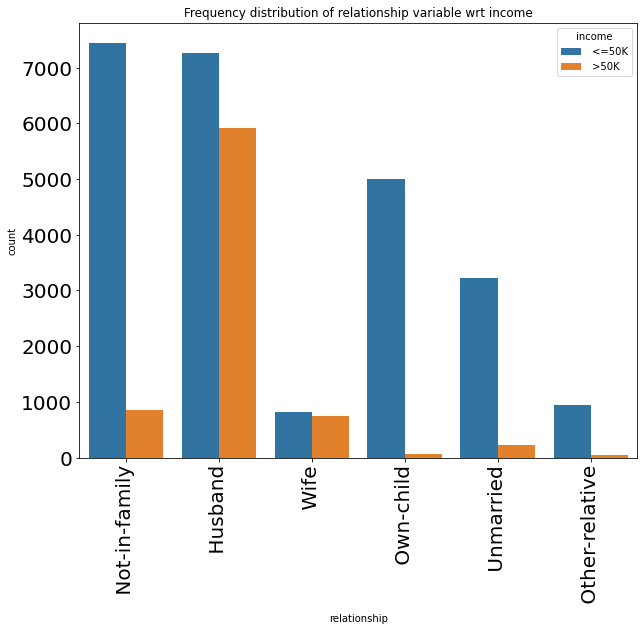 Frequency distribution of relationship variable wrt income
income
<=50K
>50K
7000
6000
5000
4000
3000
2000
1000
0
count
Not-in-family
Husband
Wife
Own-child
Unmarried
Other-relative
relationship